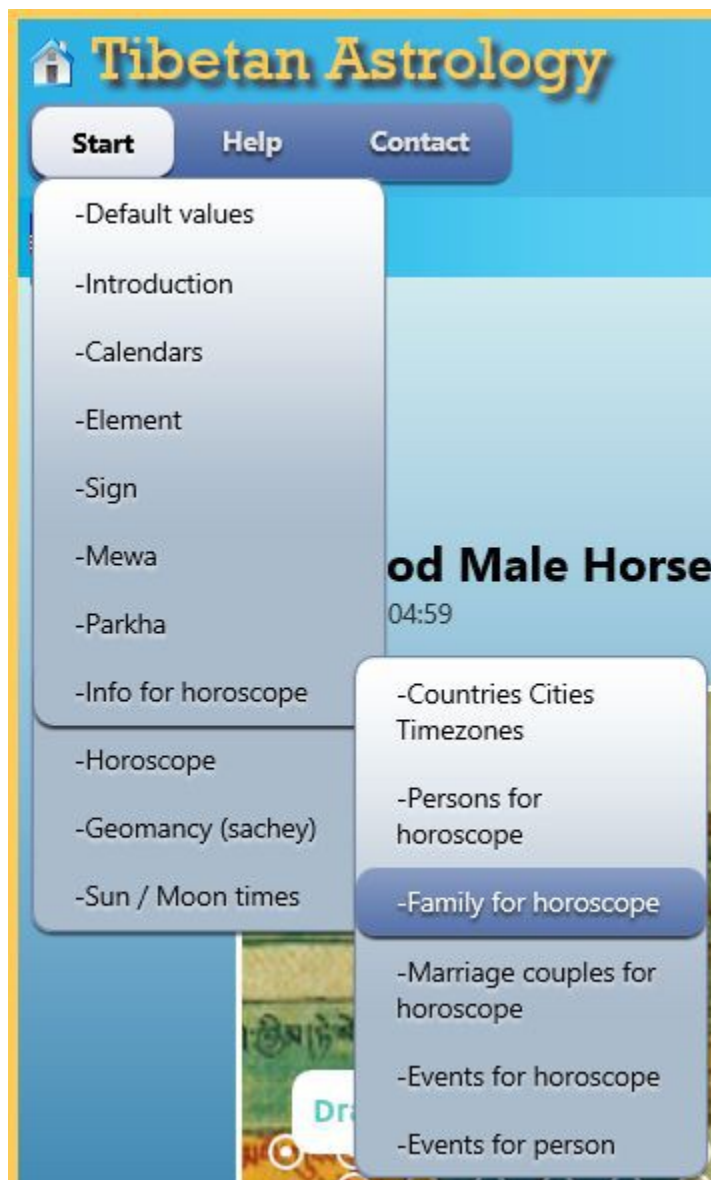 Tibetan Astrology
Start Help Contact
-Default values
-Introduction
-Calendars
-Element
-Sign
-Mewa
-Parkha
-Info for horoscope
-Horoscope
-Geomancy (sachey)
-Sun / Moon times
od Male Horse
04:59
-Countries Cities
Timezones
-Persons for
horoscope
-Family for horoscope
-Marriage couples for
horoscope
-Events for horoscope
-Events for person